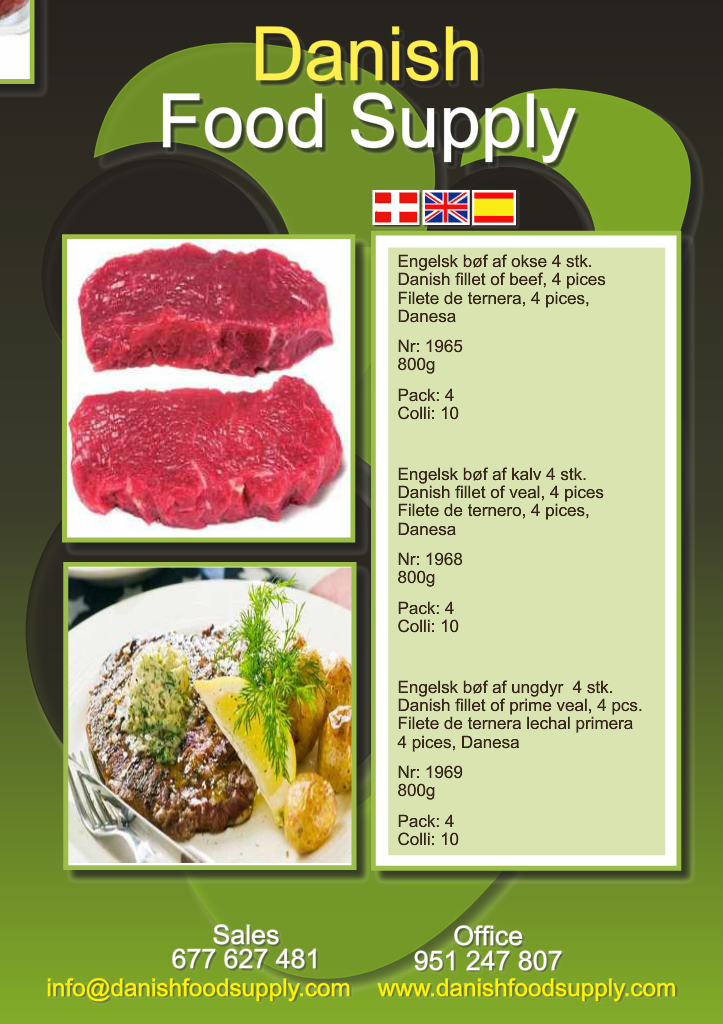 Danish
Food Supply
Engelsk bøf af okse 4 stk.
Danish fillet of beef, 4 pices
Filete de ternera, 4 pices,
Danesa
Nr: 1965
800g
Pack: 4
Colli: 10
Engelsk bøf af kalv 4 stk.
Danish fillet of veal, 4 pices
Filete de ternero, 4 pices,
Danesa
Nr: 1968
800g
Pack: 4
Colli: 10
Engelsk bøf af ungdyr  4 stk.
Danish fillet of prime veal, 4 pcs.
Filete de ternera lechal primera
4 pices, Danesa
Nr: 1969
800g
Pack: 4
Colli: 10
Sales
677 627 481
info@danishfoodsupply.com
Office
951 247 807
www.danishfoodsupply.com